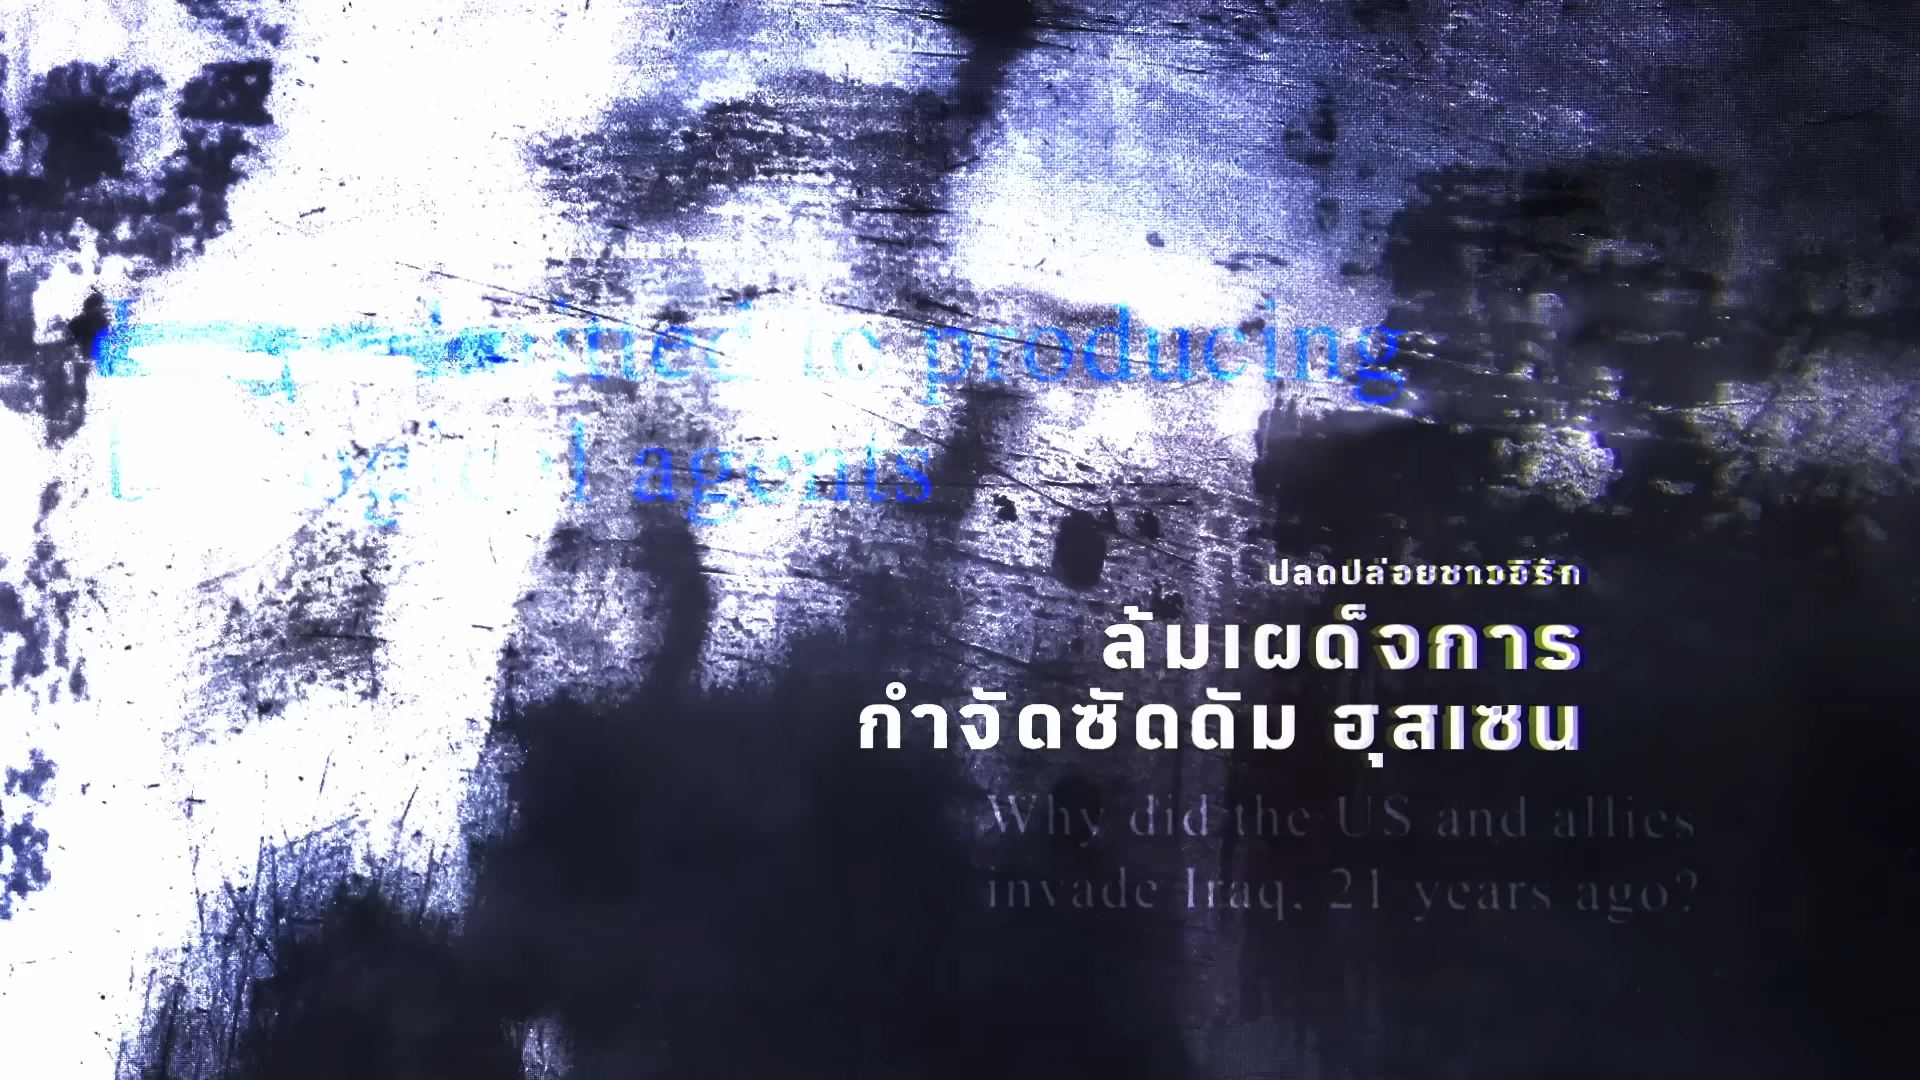 to producing
agents
ปลดปล่อยชาวอิรัก
ล้มเผด็จการ
กำจัดซัดดัม ฮุสเซน
Why did the US and allies
invade Iraq, 21 years ago?